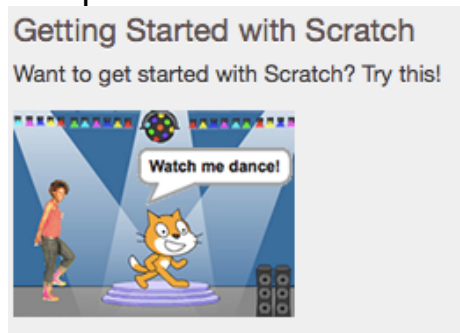 Getting Started with Scratch
Want to get started with Scratch? Try this!
Watch me dance!